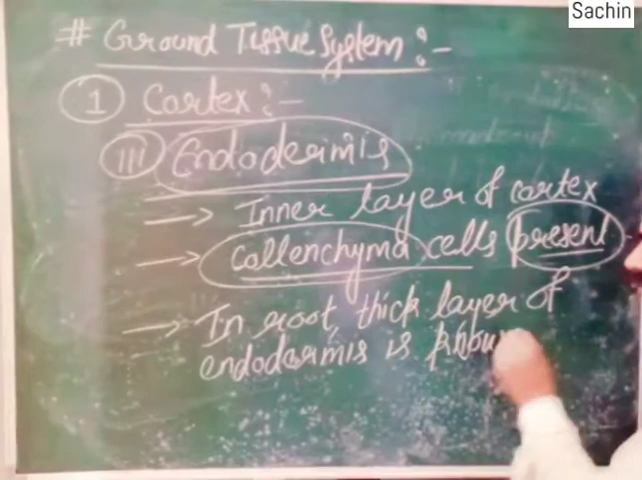 Sachin
# Ground Tissue System :-
① Cortex :-
(iii) Endodermis
→ Inner layer of cortex
→ Collenchyma cells present
→ In root, thick layer of
endodermis is know